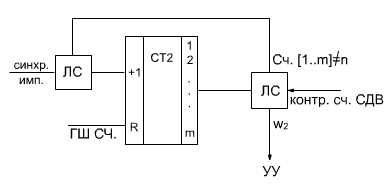 синхр.
имп.
ЛС
+1
СТ2
1
2
.
.
.
m
R
ГШ СЧ.
Сч. [1..m]≠n
ЛС
контр. сч. СДВ
w₂
УУ